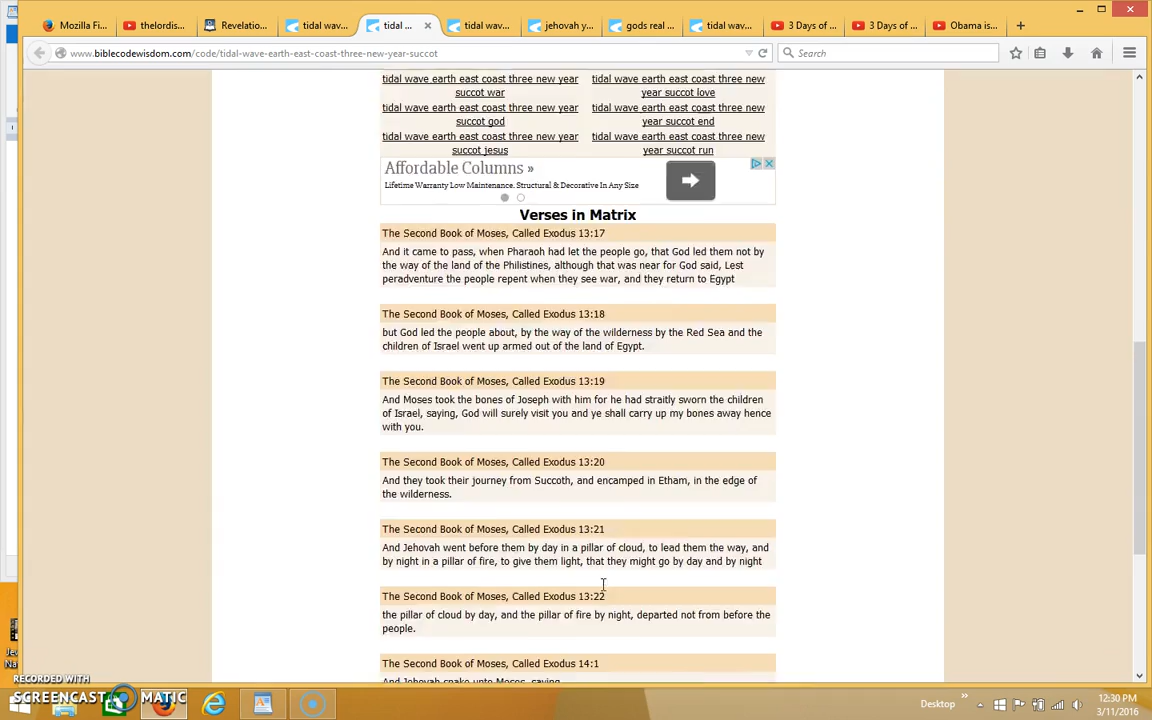 Mozilla Fi...
thelordis...
Revelatio...
tidal wav...
tidal ...
tidal wav...
jehovah y...
gods real ...
tidal wav...
3 Days of ...
3 Days of ...
Obama is...
www.biblecodewisdom.com/code/tidal-wave-earth-east-coast-three-new-year-succot
Search
tidal wave earth east coast three new year
succot war
tidal wave earth east coast three new
year succot love
tidal wave earth east coast three new year
succot god
tidal wave earth east coast three new
year succot end
tidal wave earth east coast three new year
succot jesus
tidal wave earth east coast three new
year succot run
Affordable Columns »
Lifetime Warranty Low Maintenance. Structural & Decorative In Any Size
Verses in Matrix
The Second Book of Moses, Called Exodus 13:17
And it came to pass, when Pharaoh had let the people go, that God led them not by
the way of the land of the Philistines, although that was near for God said, Lest
peradventure the people repent when they see war, and they return to Egypt
The Second Book of Moses, Called Exodus 13:18
but God led the people about, by the way of the wilderness by the Red Sea and the
children of Israel went up armed out of the land of Egypt.
The Second Book of Moses, Called Exodus 13:19
And Moses took the bones of Joseph with him for he had straitly sworn the children
of Israel, saying, God will surely visit you and ye shall carry up my bones away hence
with you.
The Second Book of Moses, Called Exodus 13:20
And they took their journey from Succoth, and encamped in Etham, in the edge of
the wilderness.
The Second Book of Moses, Called Exodus 13:21
And Jehovah went before them by day in a pillar of cloud, to lead them the way, and
by night in a pillar of fire, to give them light, that they might go by day and by night
The Second Book of Moses, Called Exodus 13:22
the pillar of cloud by day, and the pillar of fire by night, departed not from before the
people.
The Second Book of Moses, Called Exodus 14:1
And Jehovah spake unto Moses, saying
Je
Na
RECORDED WITH
SCREENCAST MATIC
Desktop
12:30 PM
3/11/2016